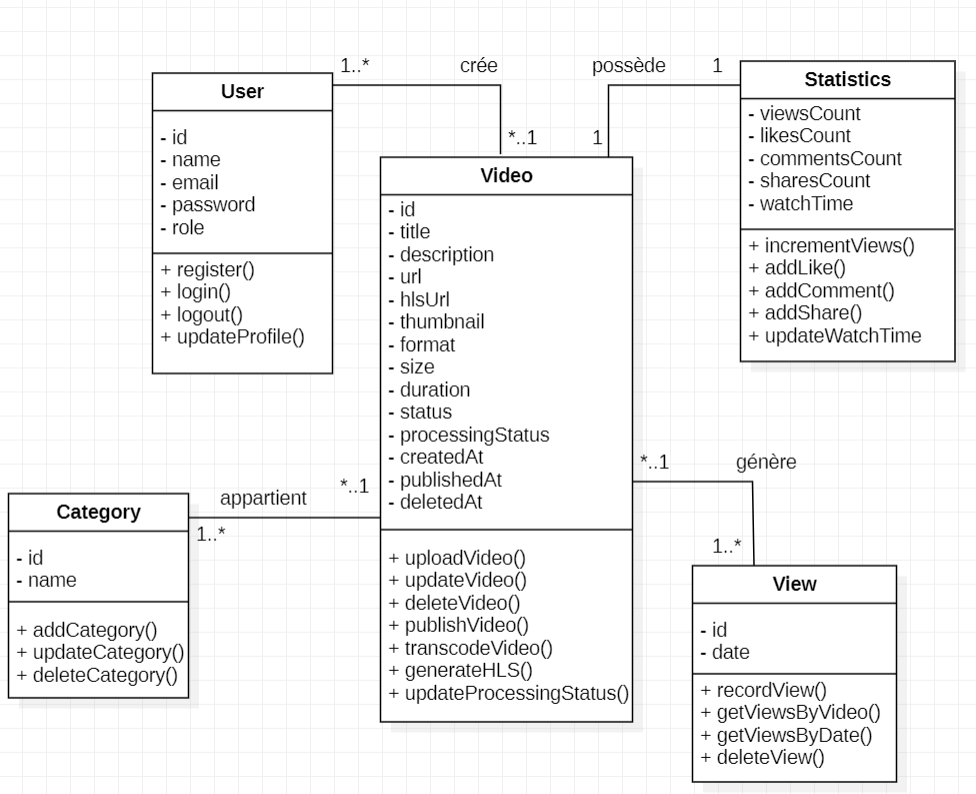 1..*
crée
possède
1
*..1
1
User
- id
- name
- email
- password
- role
+ register()
+ login()
+ logout()
+ updateProfile()
Statistics
- viewsCount
- likesCount
- commentsCount
- sharesCount
- watchTime
+ incrementViews()
+ addLike()
+ addComment()
+ addShare()
+ updateWatchTime
Video
- id
- title
- description
- url
- hlsUrl
- thumbnail
- format
- size
- duration
- status
- processingStatus
- createdAt
- publishedAt
- deletedAt
+ uploadVideo()
+ updateVideo()
+ deleteVideo()
+ publishVideo()
+ transcodeVideo()
+ generateHLS()
+ updateProcessingStatus()
*..1
génère
1..*
appartient
*..1
1..*
Category
- id
- name
+ addCategory()
+ updateCategory()
+ deleteCategory()
View
- id
- date
+ recordView()
+ getViewsByVideo()
+ getViewsByDate()
+ deleteView()